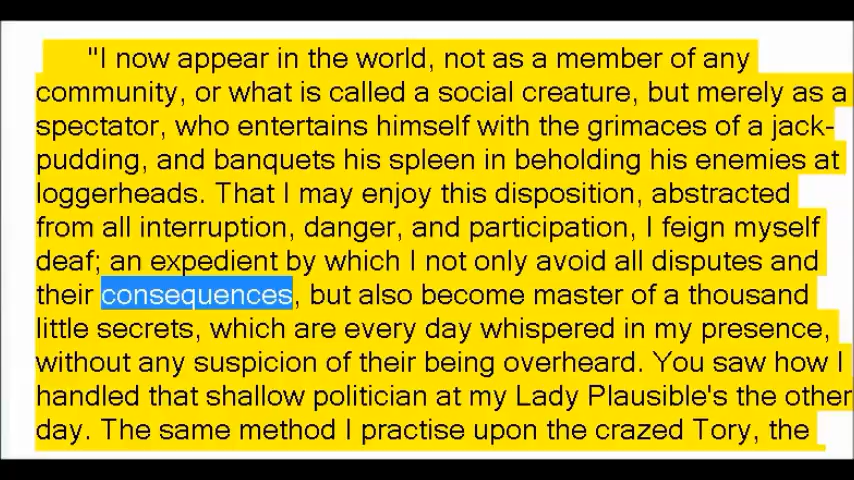 "I now appear in the world, not as a member of any
community, or what is called a social creature, but merely as a
spectator, who entertains himself with the grimaces of a jack-
pudding, and banquets his spleen in beholding his enemies at
loggerheads. That I may enjoy this disposition, abstracted
from all interruption, danger, and participation, I feign myself
deaf; an expedient by which I not only avoid all disputes and
their consequences, but also become master of a thousand
little secrets, which are every day whispered in my presence,
without any suspicion of their being overheard. You saw how I
handled that shallow politician at my Lady Plausible's the other
day. The same method I practise upon the crazed Tory, the